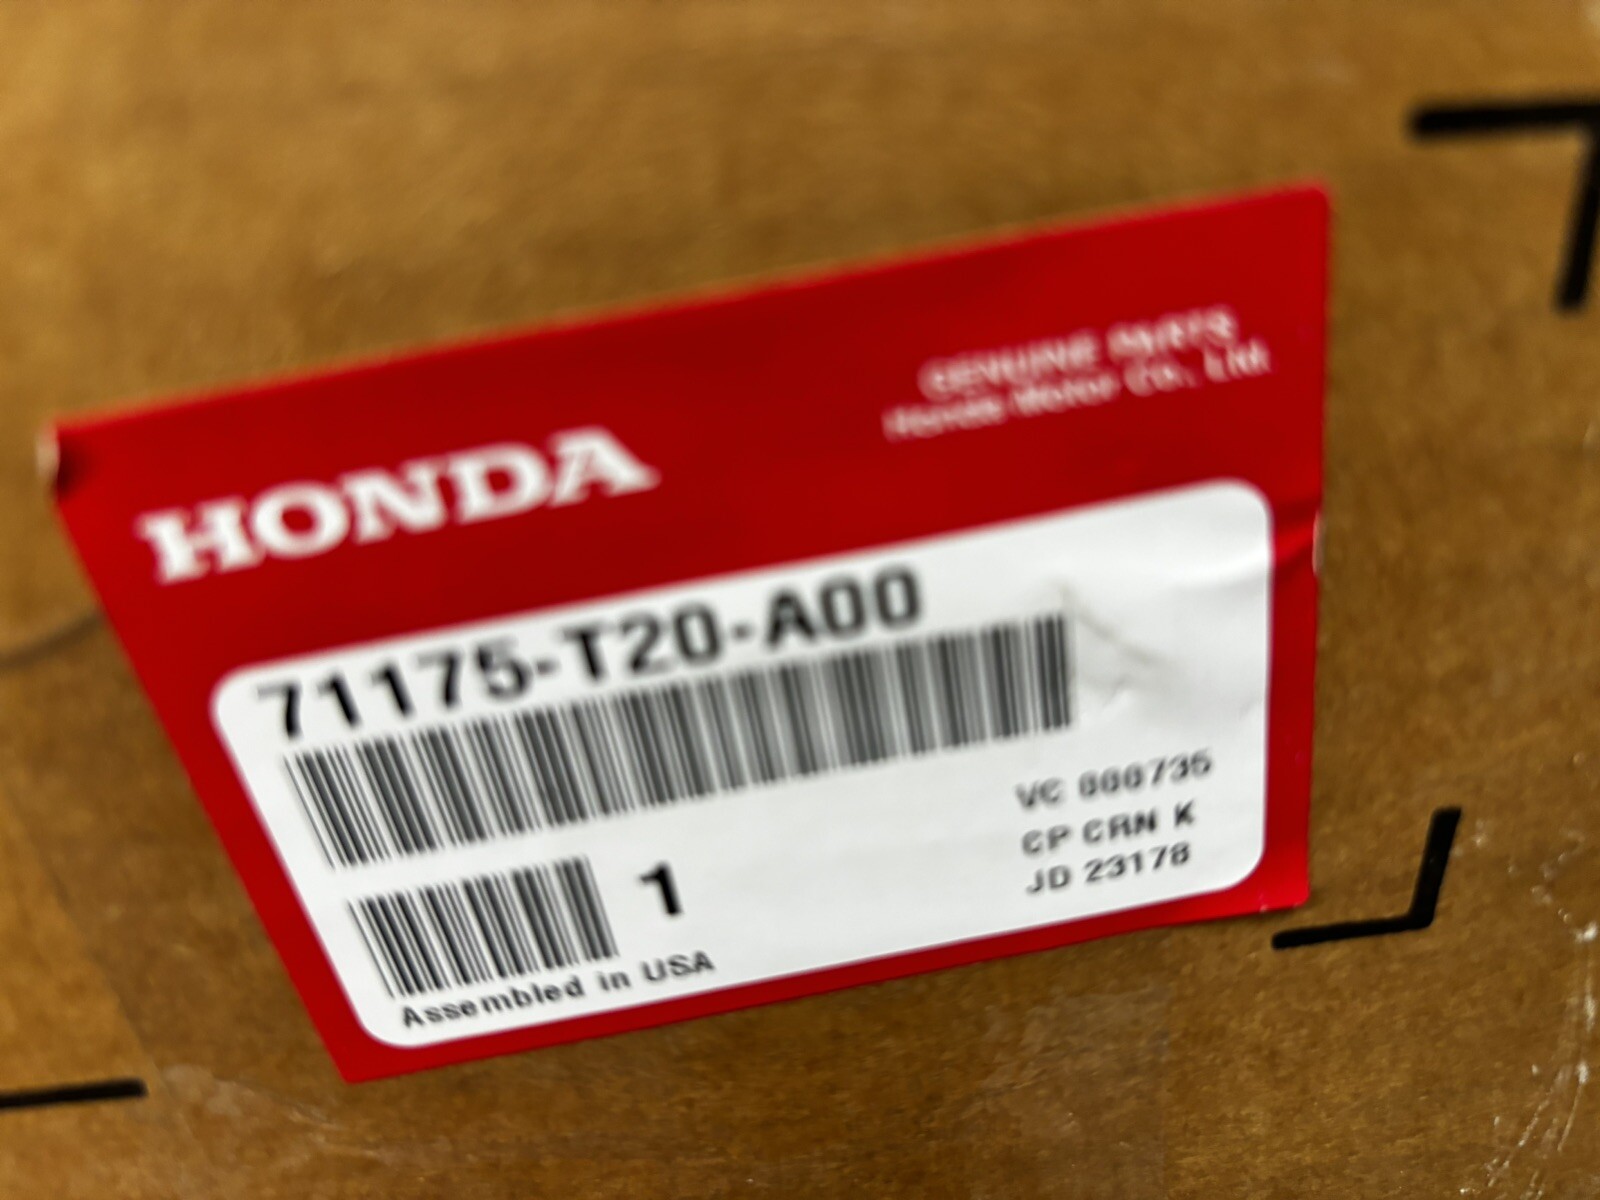 HONDA
GENUINE PARTS
Honda Motor Co., Ltd.
71175-T20-A00
VC 000735
CP CRN K
JD 23178
1
Assembled in USA